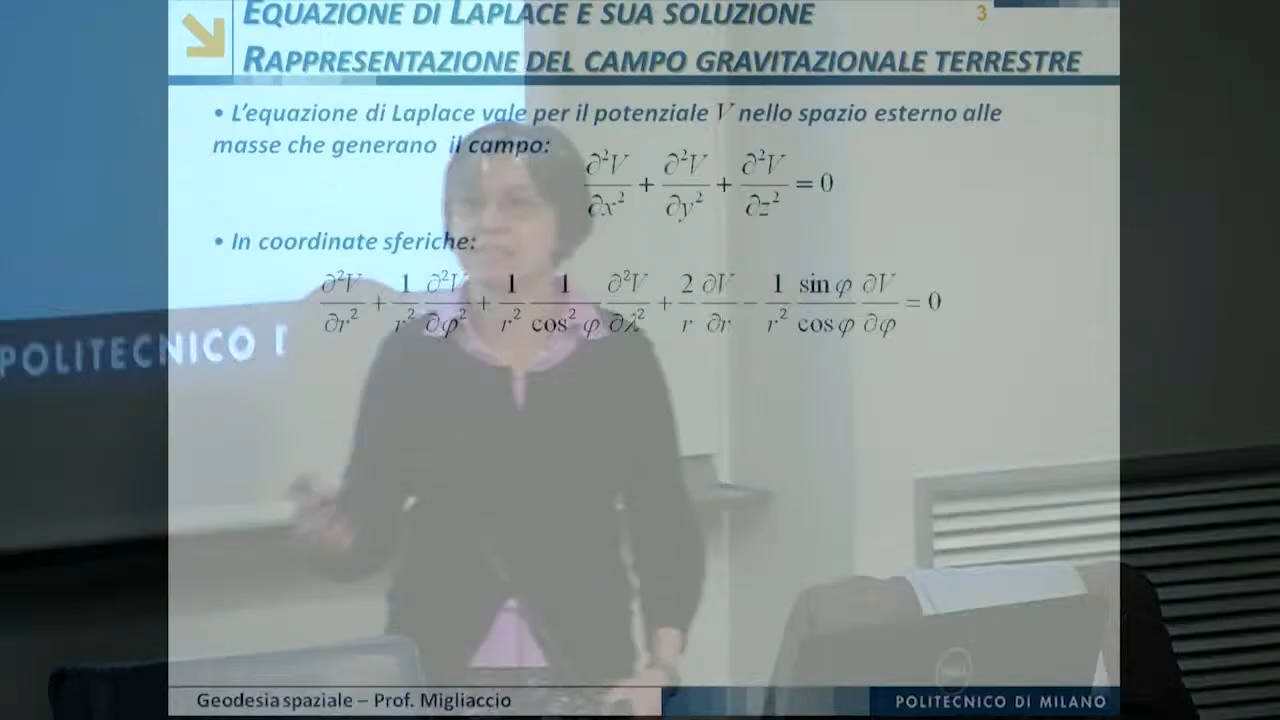 EQUAZIONE DI LAPLACE E SUA SOLUZIONE
3
RAPPRESENTAZIONE DEL CAMPO GRAVITAZIONALE TERRESTRE
• L'equazione di Laplace vale per il potenziale V nello spazio esterno alle
masse che generano il campo:
∂²V/∂x² + ∂²V/∂y² + ∂²V/∂z² = 0
• In coordinate sferiche:
∂²V/∂r² + 1/r² ∂²V/∂φ² + 1/r² 1/cos²φ ∂²V/∂λ² + 2/r ∂V/∂r − 1/r² sinφ/cosφ ∂V/∂φ = 0
POLITECNICO D
Geodesia spaziale – Prof. Migliaccio
POLITECNICO DI MILANO